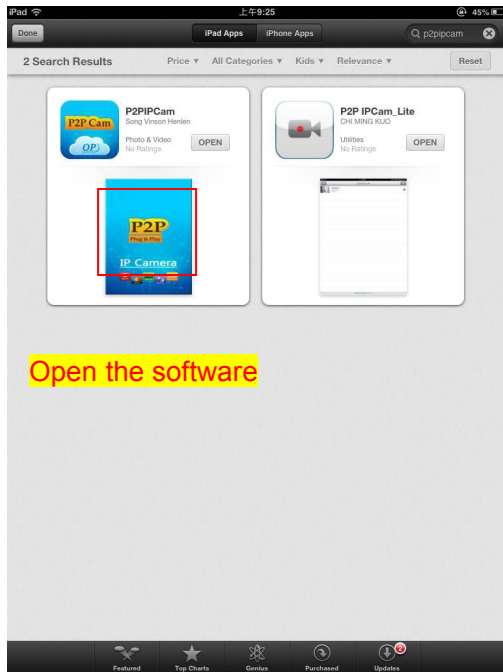 iPad 上午9:25 45%
Done iPad Apps iPhone Apps p2pipcam
2 Search Results Price All Categories Kids Relevance Reset
P2P Cam
OP
P2PIPCam
Song Vinson Henlen
Photo & Video
No Ratings
OPEN
P2P
Plug & Play
IP Camera
P2P IPCam_Lite
CHI MING KUO
Utilities
No Ratings
OPEN
Open the software
Featured Top Charts Genius Purchased Updates
2